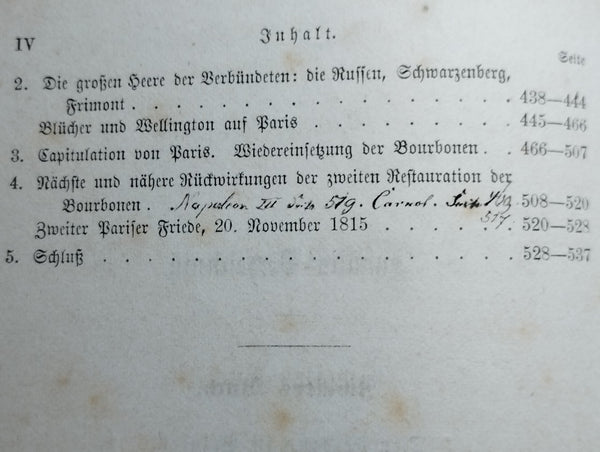 IV Inhalt.
Seite
2. Die großen Heere der Verbündeten: die Russen, Schwarzenberg,
Frimont . . . . . . . . . . . . . . . . 438—444
Blücher und Wellington auf Paris . . . . . . . . 445—466
3. Capitulation von Paris. Wiedereinsetzung der Bourbonen . 466—507
4. Nächste und nähere Rückwirkungen der zweiten Restauration der
Bourbonen . Napoleon III Seite 519. Carnot. Seite 508—520
517.
Zweiter Pariser Friede, 20. November 1815 . . . . . 520—528
5. Schluß . . . . . . . . . . . . . . . . . 528—537